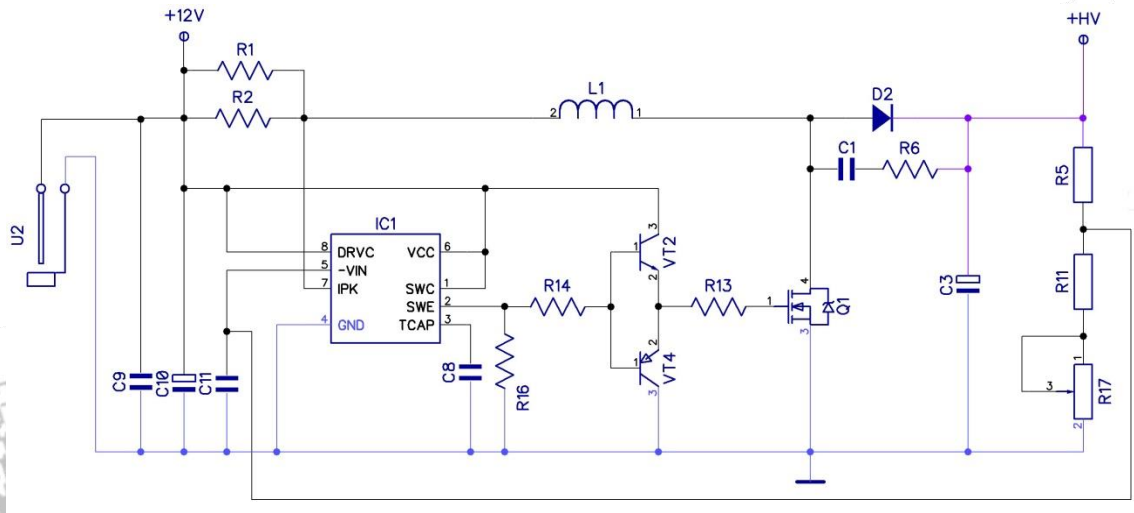 +12V
+HV
R1
R2
L1
2
1
D2
C1
R6
R5
U2
IC1
8
DRVC
VCC
6
5
-VIN
7
IPK
SWC
1
SWE
2
4
GND
TCAP
3
R14
3
1
VT2
2
R13
1
4
Q1
3
2
1
VT4
3
C3
R11
1
3
R17
2
C9
C10
C11
C8
R16